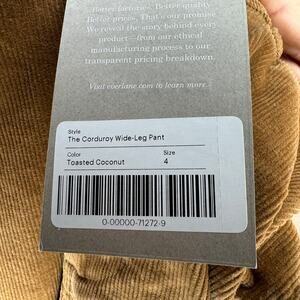 Better factories. Better quality
Better prices. That's our promise
We reveal the story behind every
product—from our ethical
manufacturing process to our
transparent pricing breakdown.
Visit everlane.com to learn more.
Style
The Corduroy Wide-Leg Pant
Color Size
Toasted Coconut 4
0-00000-71272-9